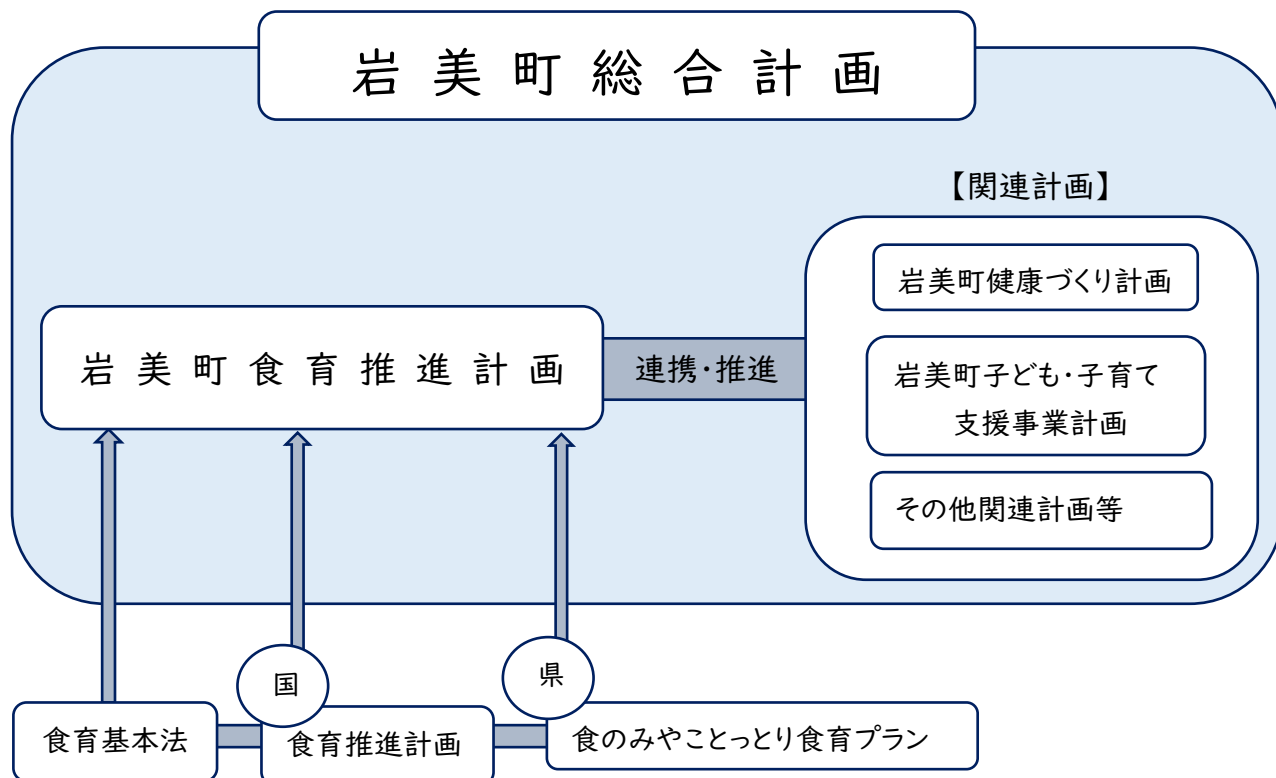 岩美町総合計画
【関連計画】
岩美町健康づくり計画
岩美町食育推進計画
連携・推進
岩美町子ども・子育て
支援事業計画
その他関連計画等
国
県
食育基本法
食育推進計画
食のみやことっとり食育プラン